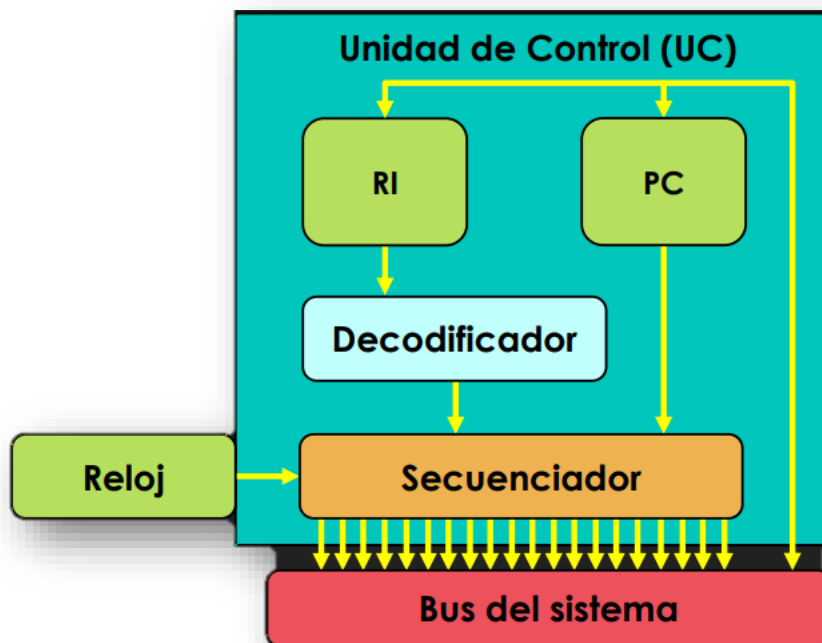 Unidad de Control (UC)
RI
PC
Decodificador
Reloj
Secuenciador
Bus del sistema